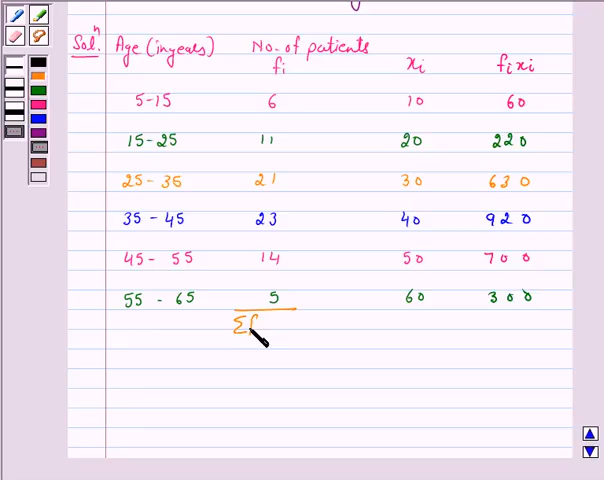 Solⁿ. Age (in years) No. of patients
fi xi fixi
5-15 6 10 60
15-25 11 20 220
25-35 21 30 630
35-45 23 40 920
45-55 14 50 700
55-65 5 60 300
Σf